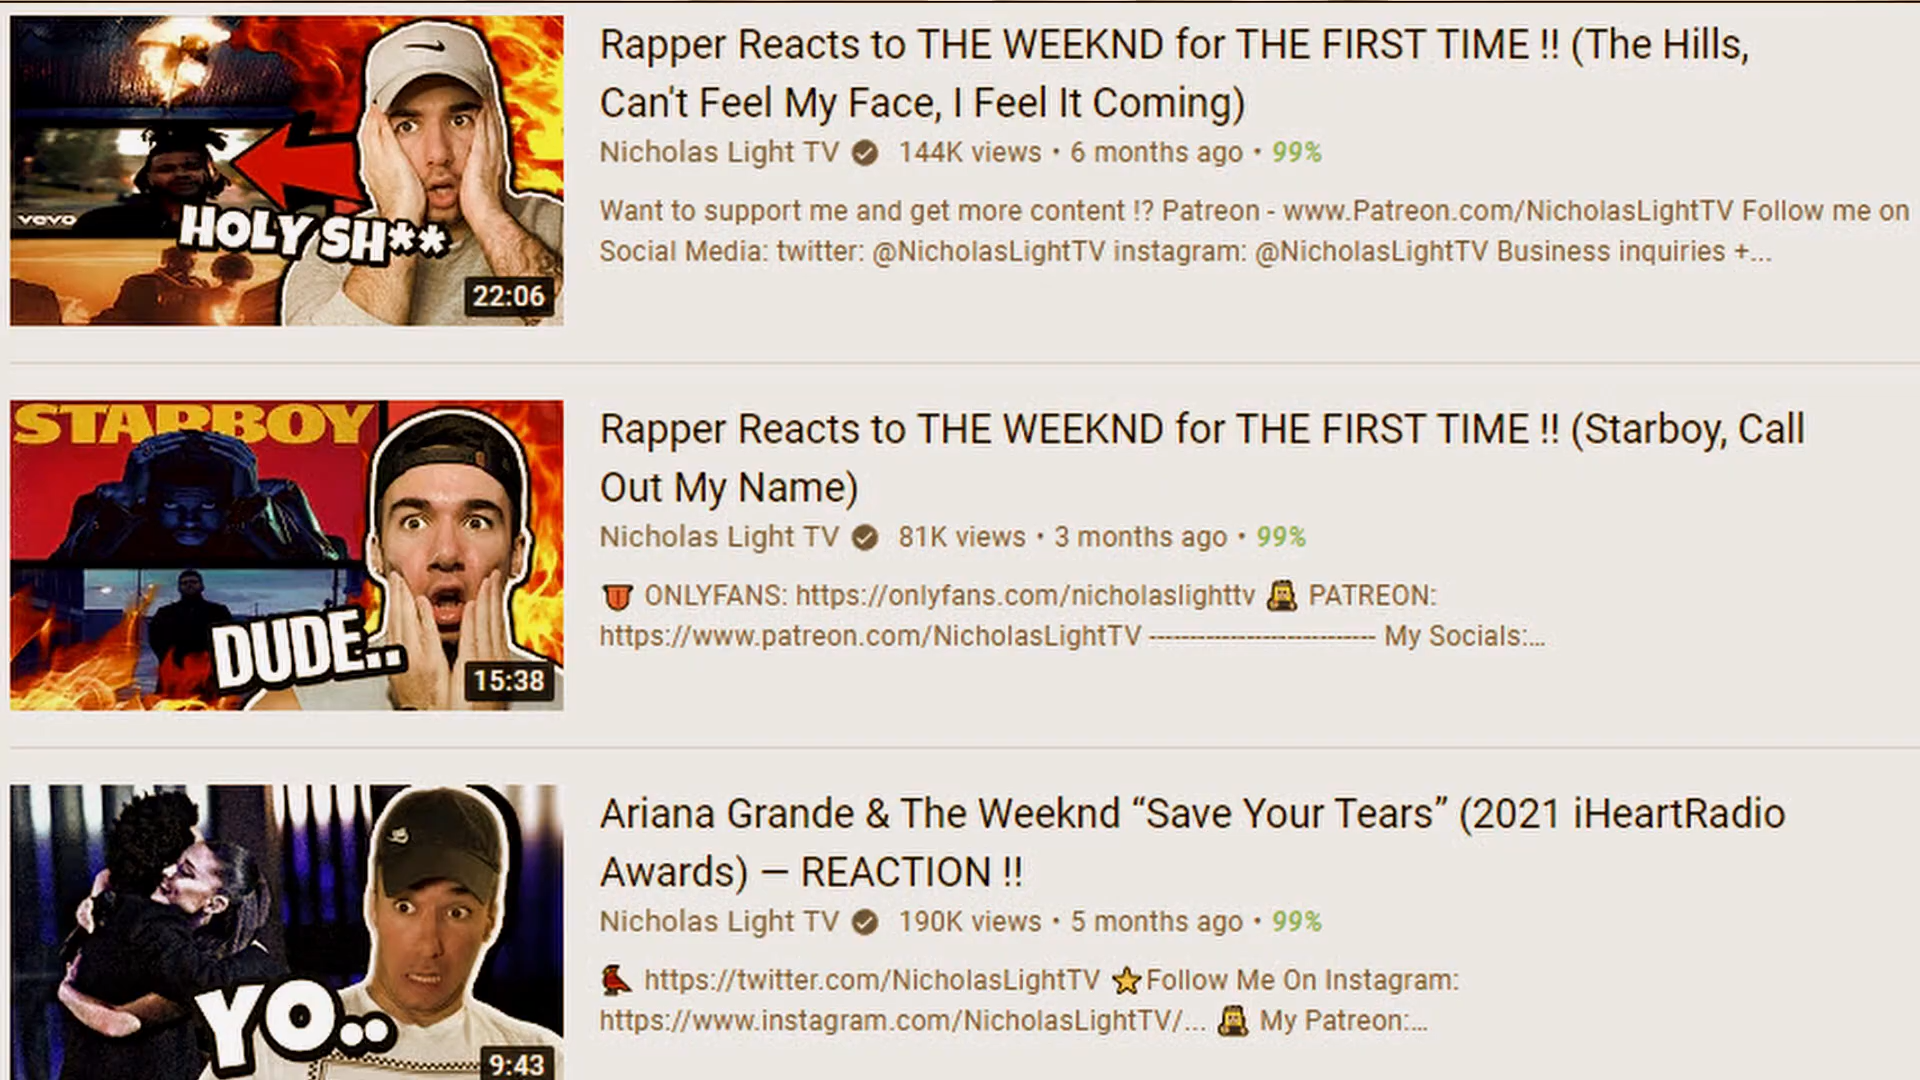 Rapper Reacts to THE WEEKND for THE FIRST TIME !! (The Hills,
Can't Feel My Face, I Feel It Coming)
Nicholas Light TV 144K views • 6 months ago • 99%
Want to support me and get more content !? Patreon - www.Patreon.com/NicholasLightTV Follow me on
Social Media: twitter: @NicholasLightTV instagram: @NicholasLightTV Business inquiries +...
vevo
HOLY SH**
22:06
STARBOY
DUDE..
15:38
Rapper Reacts to THE WEEKND for THE FIRST TIME !! (Starboy, Call
Out My Name)
Nicholas Light TV 81K views • 3 months ago • 99%
ONLYFANS: https://onlyfans.com/nicholaslighttv PATREON:
https://www.patreon.com/NicholasLightTV ---------------------------- My Socials:...
YO..
9:43
Ariana Grande & The Weeknd “Save Your Tears” (2021 iHeartRadio
Awards) — REACTION !!
Nicholas Light TV 190K views • 5 months ago • 99%
https://twitter.com/NicholasLightTV ⭐Follow Me On Instagram:
https://www.instagram.com/NicholasLightTV/... My Patreon:...